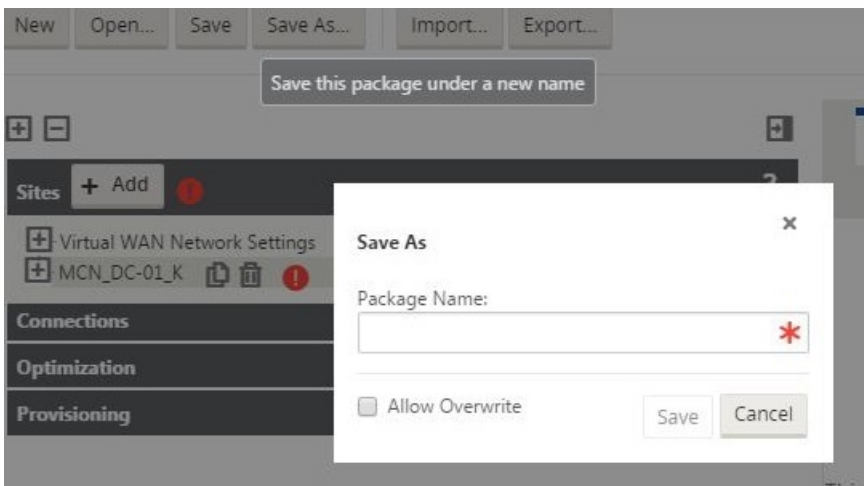 New Open... Save Save As... Import... Export...
Save this package under a new name
Sites + Add
Virtual WAN Network Settings
MCN_DC-01_K
Connections
Optimization
Provisioning
Save As
Package Name:
Allow Overwrite Save Cancel